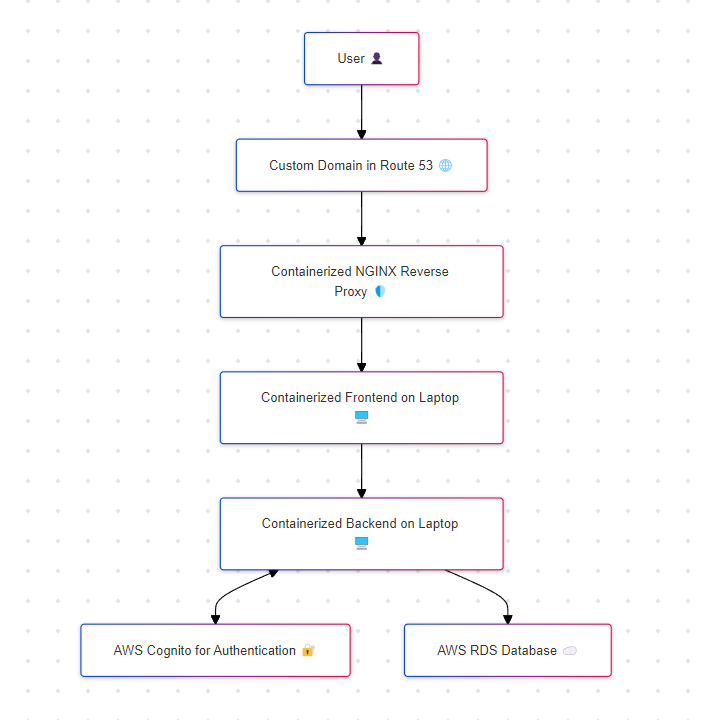 User 👤
Custom Domain in Route 53 🌐
Containerized NGINX Reverse
Proxy 🛡️
Containerized Frontend on Laptop
🖥️
Containerized Backend on Laptop
🖥️
AWS Cognito for Authentication 🔐
AWS RDS Database ☁️